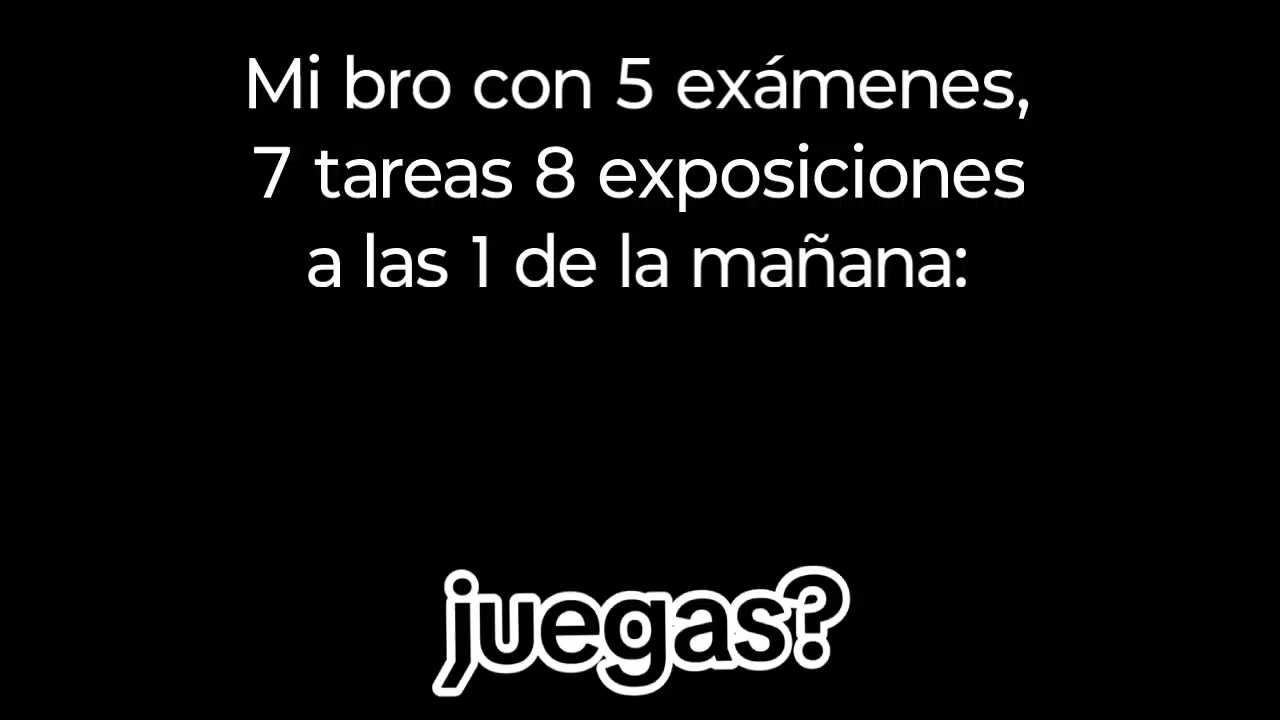 Mi bro con 5 exámenes,
7 tareas 8 exposiciones
a las 1 de la mañana:
juegas?